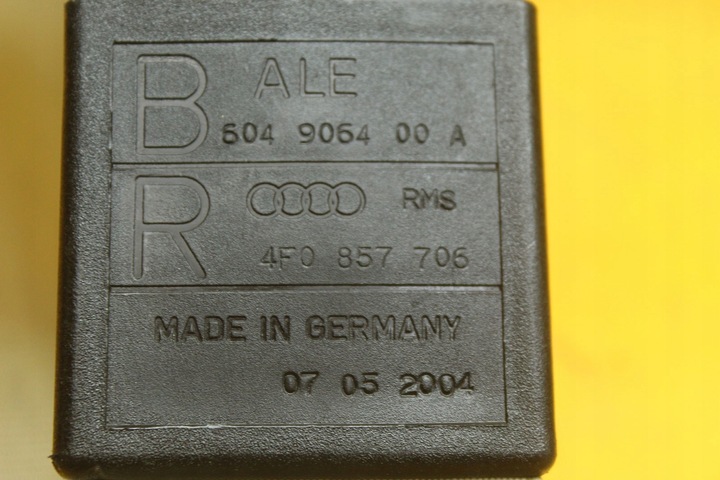 B ALE
604 9064 00 A
R RMS
4F0 857 706
MADE IN GERMANY
07 05 2004